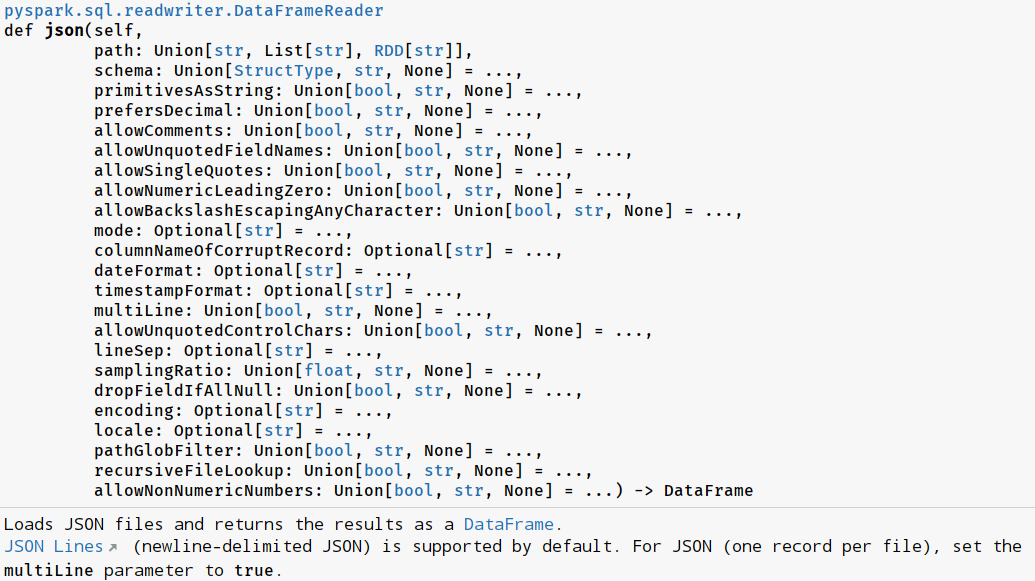 pyspark.sql.readwriter.DataFrameReader
def json(self,
         path: Union[str, List[str], RDD[str]],
         schema: Union[StructType, str, None] = ...,
         primitivesAsString: Union[bool, str, None] = ...,
         prefersDecimal: Union[bool, str, None] = ...,
         allowComments: Union[bool, str, None] = ...,
         allowUnquotedFieldNames: Union[bool, str, None] = ...,
         allowSingleQuotes: Union[bool, str, None] = ...,
         allowNumericLeadingZero: Union[bool, str, None] = ...,
         allowBackslashEscapingAnyCharacter: Union[bool, str, None] = ...,
         mode: Optional[str] = ...,
         columnNameOfCorruptRecord: Optional[str] = ...,
         dateFormat: Optional[str] = ...,
         timestampFormat: Optional[str] = ...,
         multiLine: Union[bool, str, None] = ...,
         allowUnquotedControlChars: Union[bool, str, None] = ...,
         lineSep: Optional[str] = ...,
         samplingRatio: Union[float, str, None] = ...,
         dropFieldIfAllNull: Union[bool, str, None] = ...,
         encoding: Optional[str] = ...,
         locale: Optional[str] = ...,
         pathGlobFilter: Union[bool, str, None] = ...,
         recursiveFileLookup: Union[bool, str, None] = ...,
         allowNonNumericNumbers: Union[bool, str, None] = ...) -> DataFrame
Loads JSON files and returns the results as a DataFrame.
JSON Lines↗ (newline-delimited JSON) is supported by default. For JSON (one record per file), set the
multiLine parameter to true.